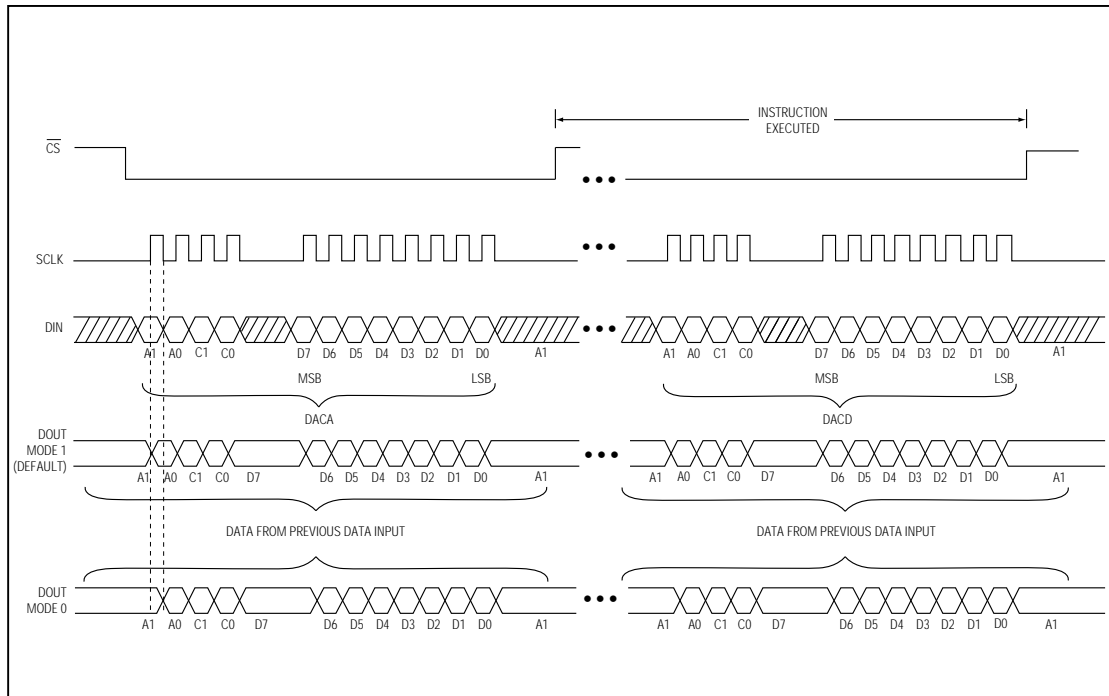 INSTRUCTION
EXECUTED
CS
SCLK
DIN
A1 A0 C1 C0 D7 D6 D5 D4 D3 D2 D1 D0 A1 A1 A0 C1 C0 D7 D6 D5 D4 D3 D2 D1 D0 A1
MSB LSB MSB LSB
DACA DACD
DOUT
MODE 1
(DEFAULT)
A1 A0 C1 C0 D7 D6 D5 D4 D3 D2 D1 D0 A1 A1 A0 C1 C0 D7 D6 D5 D4 D3 D2 D1 D0 A1
DATA FROM PREVIOUS DATA INPUT DATA FROM PREVIOUS DATA INPUT
DOUT
MODE 0
A1 A0 C1 C0 D7 D6 D5 D4 D3 D2 D1 D0 A1 A1 A0 C1 C0 D7 D6 D5 D4 D3 D2 D1 D0 A1